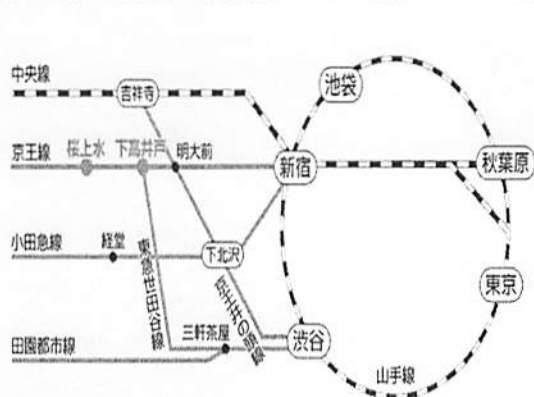 中央線
吉祥寺
池袋
京王線
桜上水
下高井戸
明大前
新宿
秋葉原
小田急線
経堂
下北沢
東急世田谷線
京王井の頭線
東京
田園都市線
三軒茶屋
渋谷
山手線